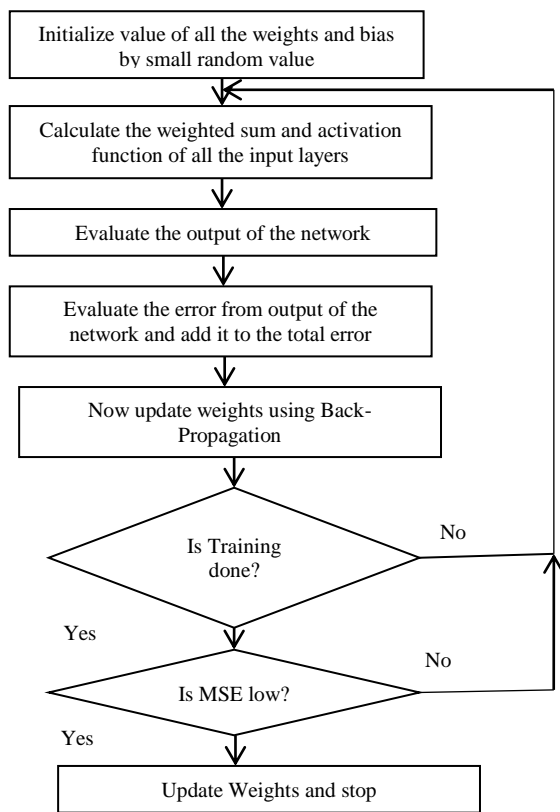 Initialize value of all the weights and bias
by small random value
Calculate the weighted sum and activation
function of all the input layers
Evaluate the output of the network
Evaluate the error from output of the
network and add it to the total error
Now update weights using Back-
Propagation
Is Training
done?
No
Yes
Is MSE low?
No
Yes
Update Weights and stop